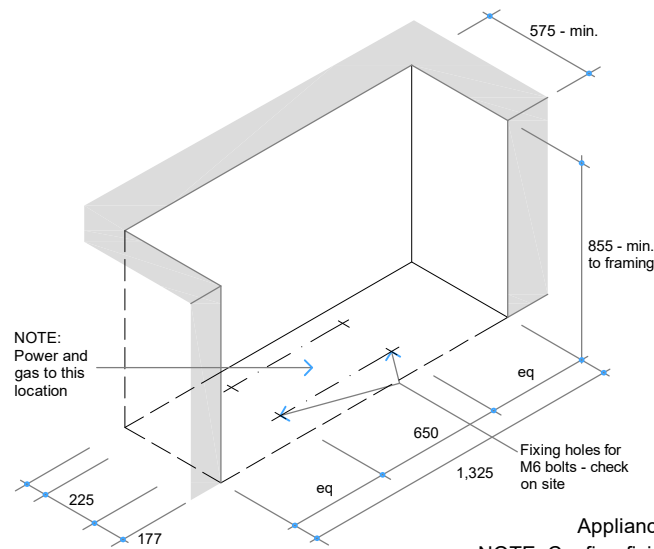 575 - min.
855 - min.
to framing
NOTE:
Power and
gas to this
location
eq
650
1,325
Fixing holes for
M6 bolts - check
on site
225
eq
177